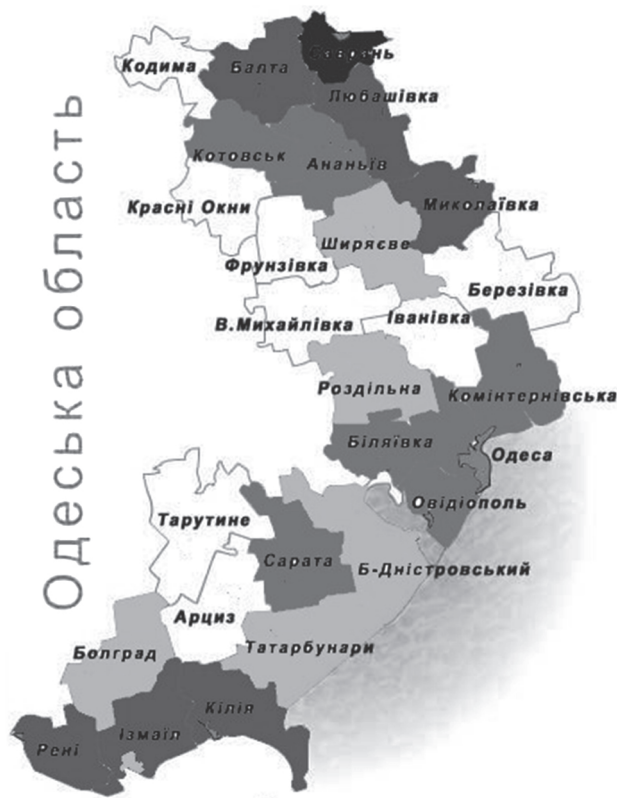 Одеська область
Саврань
Кодима
Балта
Любашівка
Котовськ
Ананьїв
Красні Окни
Миколаївка
Ширяєве
Фрунзівка
Березівка
В.Михайлівка
Іванівка
Роздільна
Комінтернівська
Біляївка
Одеса
Овідіополь
Тарутине
Сарата
Б-Дністровський
Арциз
Татарбунари
Болград
Кілія
Ізмаїл
Рені